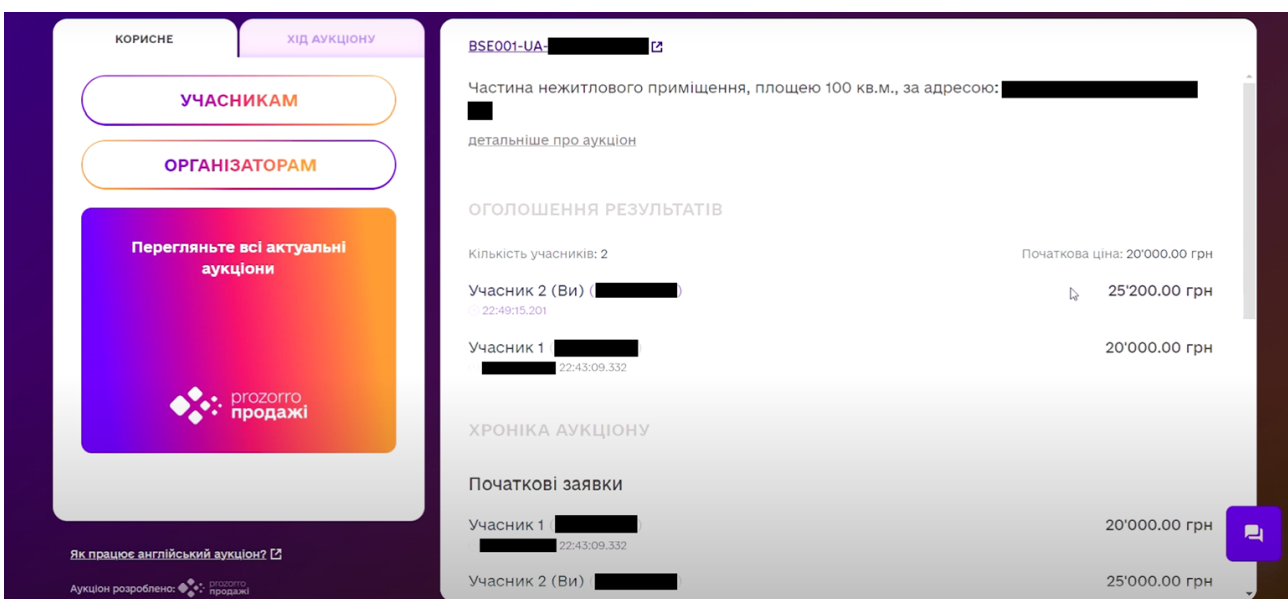 КОРИСНЕ
ХІД АУКЦІОНУ
УЧАСНИКАМ
ОРГАНІЗАТОРАМ
Перегляньте всі актуальні
аукціони
prozorro
продажі
Як працює англійський аукціон?
Аукціон розроблено: prozorro
продажі
BSE001-UA-
Частина нежитлового приміщення, площею 100 кв.м., за адресою:
детальніше про аукціон
ОГОЛОШЕННЯ РЕЗУЛЬТАТІВ
Кількість учасників: 2 Початкова ціна: 20'000.00 грн
Учасник 2 (Ви) ( ) 25'200.00 грн
22:49:15.201
Учасник 1 ( ) 20'000.00 грн
22:43:09.332
ХРОНІКА АУКЦІОНУ
Початкові заявки
Учасник 1 ( ) 20'000.00 грн
22:43:09.332
Учасник 2 (Ви) ( ) 25'000.00 грн